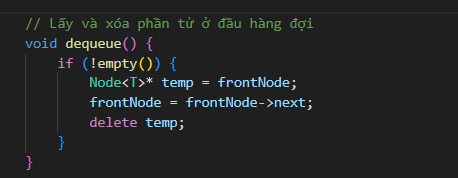 // Lấy và xóa phần tử ở đầu hàng đợi
void dequeue() {
    if (!empty()) {
        Node<T>* temp = frontNode;
        frontNode = frontNode->next;
        delete temp;
    }
}